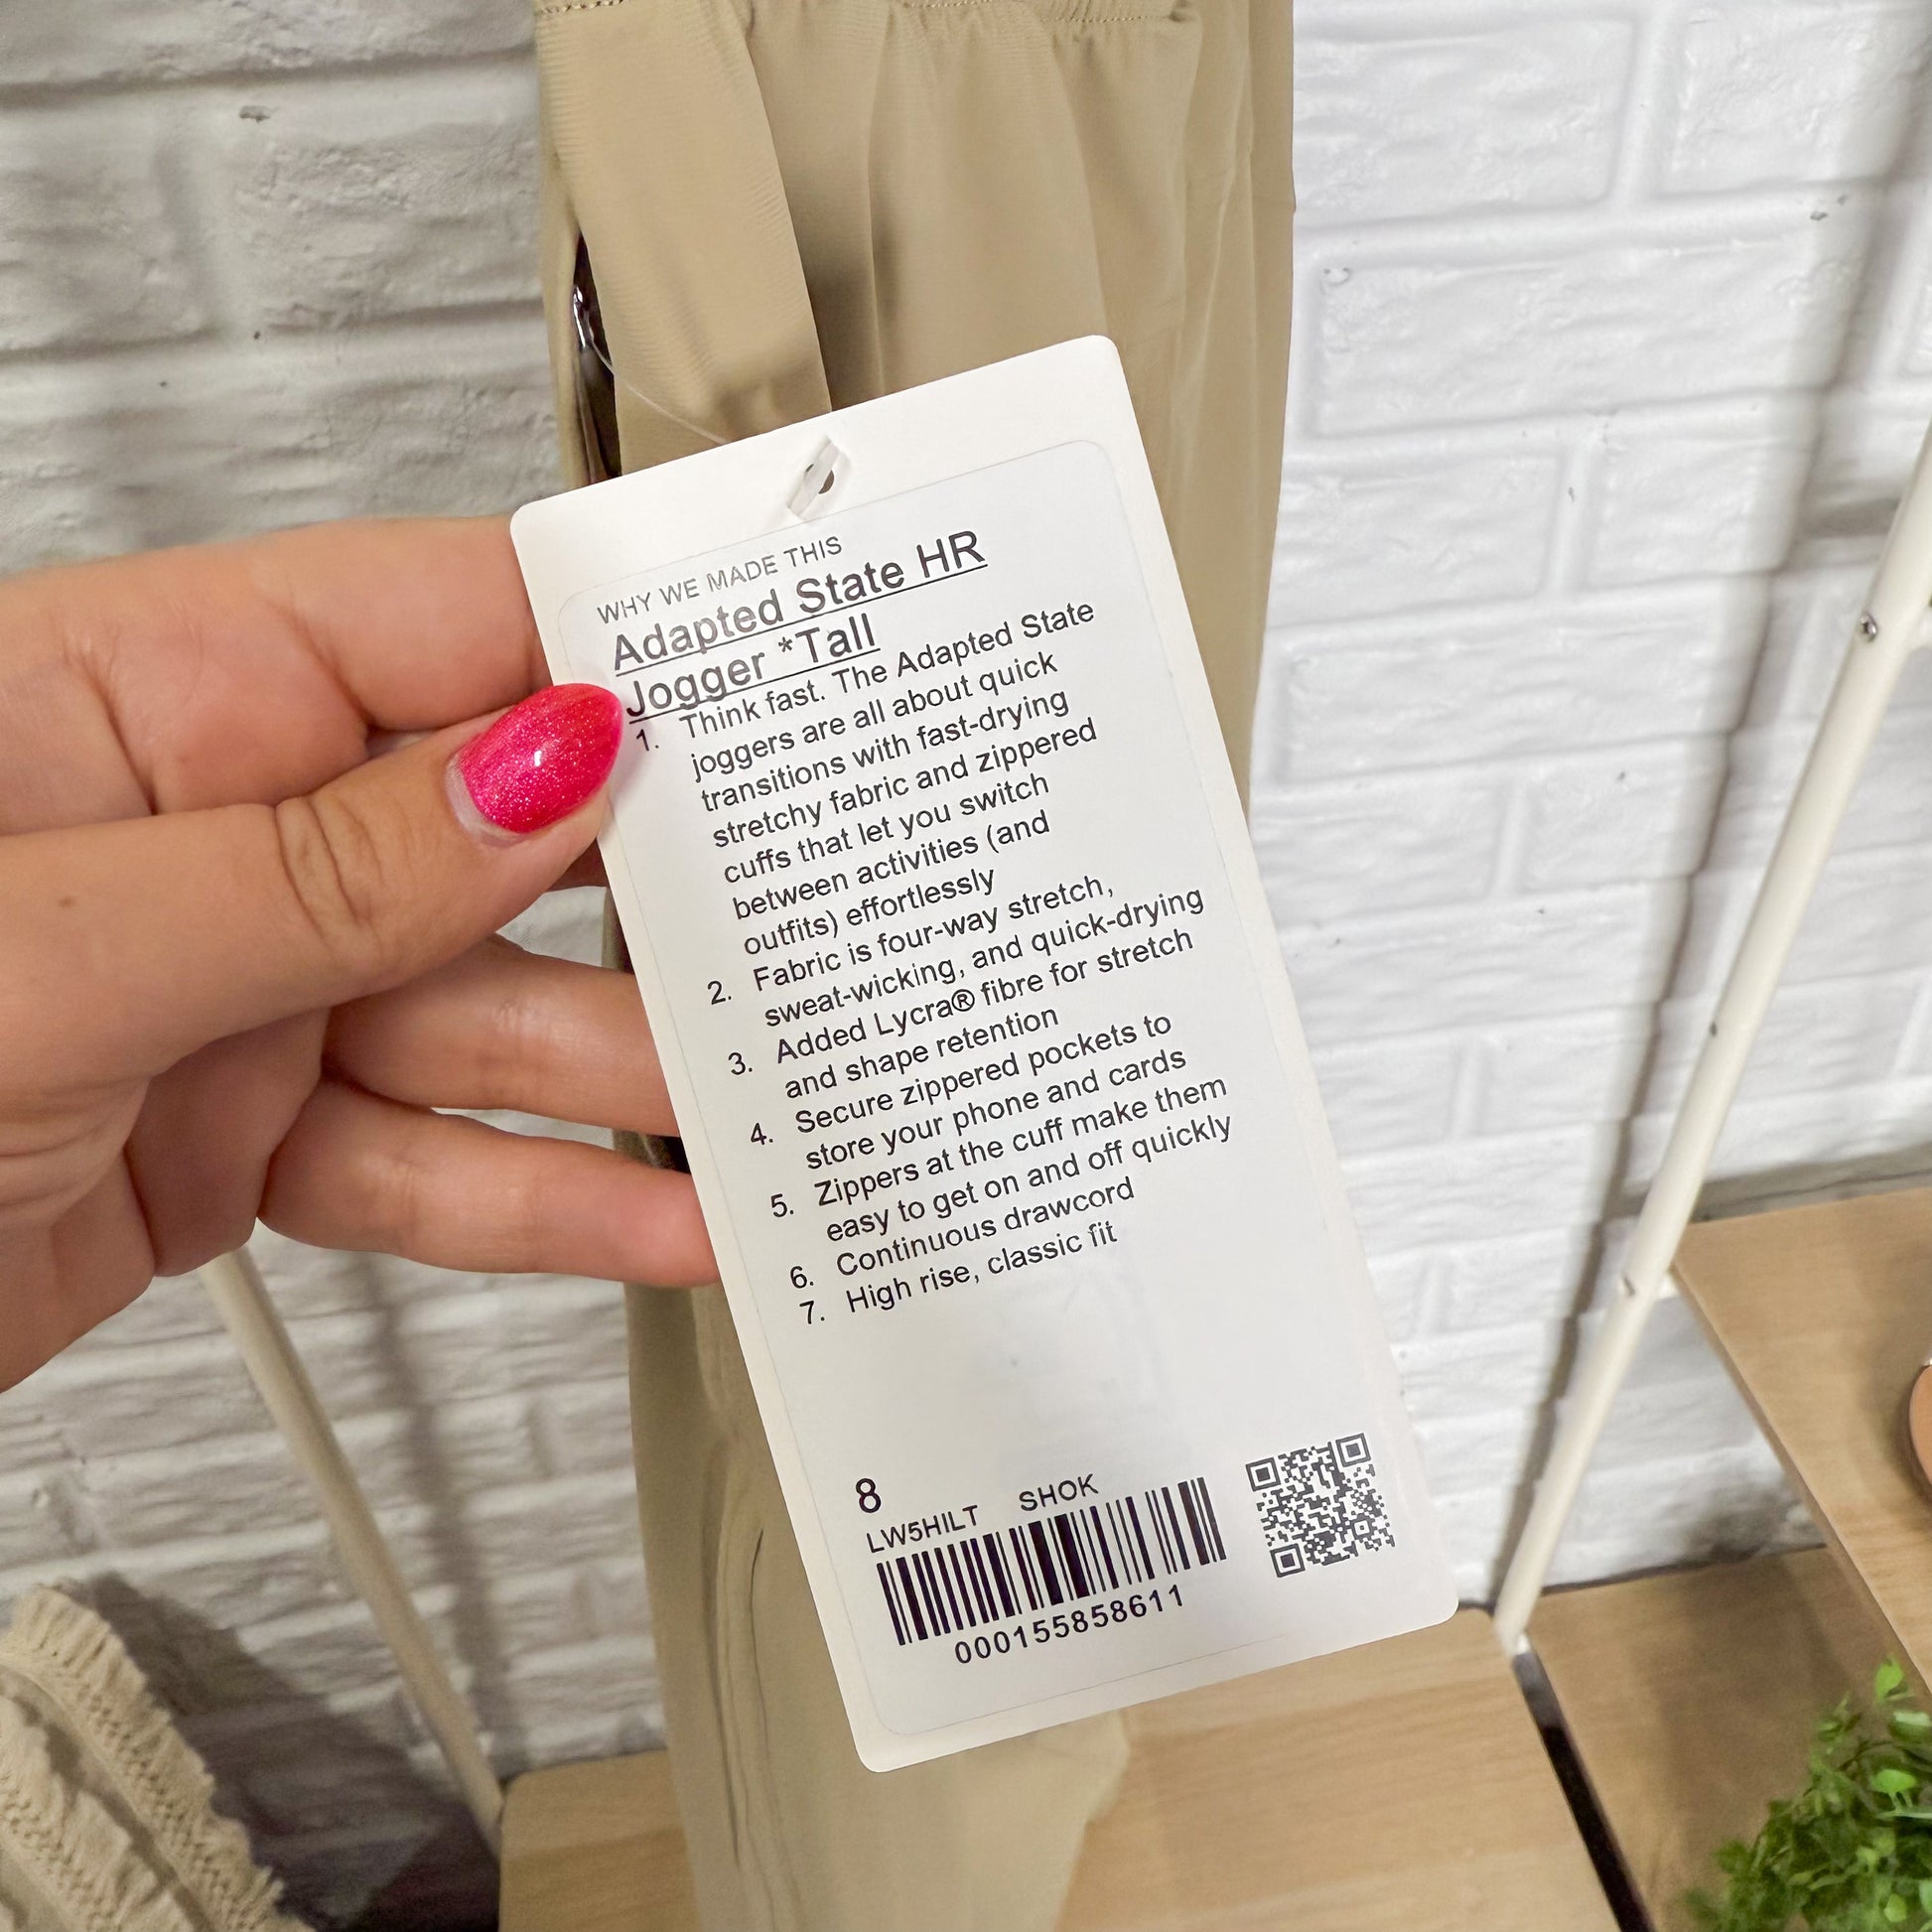 WHY WE MADE THIS
Adapted State HR
Jogger *Tall
1. Think fast. The Adapted State
joggers are all about quick
transitions with fast-drying
stretchy fabric and zippered
cuffs that let you switch
between activities (and
outfits) effortlessly
2. Fabric is four-way stretch,
sweat-wicking, and quick-drying
3. Added Lycra® fibre for stretch
and shape retention
4. Secure zippered pockets to
store your phone and cards
5. Zippers at the cuff make them
easy to get on and off quickly
6. Continuous drawcord
7. High rise, classic fit
8
LW5HILT SHOK
000155858611